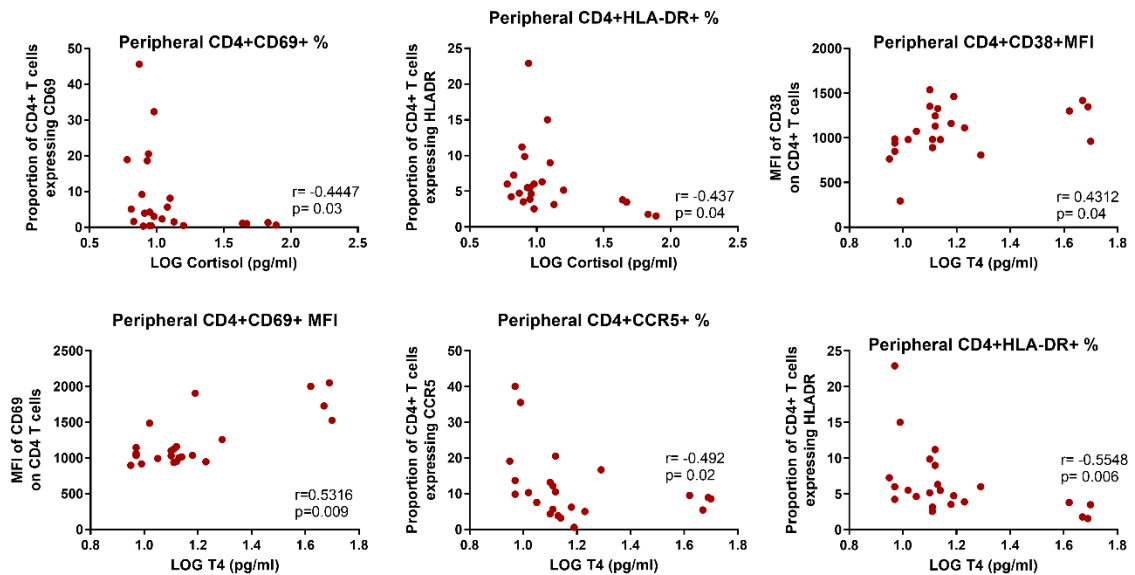 Peripheral CD4+CD69+ %
Proportion of CD4+ T cells
expressing CD69
50
40
30
20
10
0
r= -0.4447
p= 0.03
0.5 1.0 1.5 2.0 2.5
LOG Cortisol (pg/ml)
Peripheral CD4+HLA-DR+ %
Proportion of CD4+ T cells
expressing HLADR
25
20
15
10
5
0
r= -0.437
p= 0.04
0.5 1.0 1.5 2.0 2.5
LOG Cortisol (pg/ml)
Peripheral CD4+CD38+MFI
MFI of CD38
on CD4+ T cells
2000
1500
1000
500
0
r= 0.4312
p= 0.04
0.8 1.0 1.2 1.4 1.6 1.8
LOG T4 (pg/ml)
Peripheral CD4+CD69+ MFI
MFI of CD69
on CD4 T cells
2500
2000
1500
1000
500
0
r=0.5316
p=0.009
0.8 1.0 1.2 1.4 1.6 1.8
LOG T4 (pg/ml)
Peripheral CD4+CCR5+ %
Proportion of CD4+ T cells
expressing CCR5
50
40
30
20
10
0
r= -0.492
p= 0.02
0.8 1.0 1.2 1.4 1.6 1.8
LOG T4 (pg/ml)
Peripheral CD4+HLA-DR+ %
Proportion of CD4+ T cells
expressing HLADR
25
20
15
10
5
0
r= -0.5548
p= 0.006
0.8 1.0 1.2 1.4 1.6 1.8
LOG T4 (pg/ml)